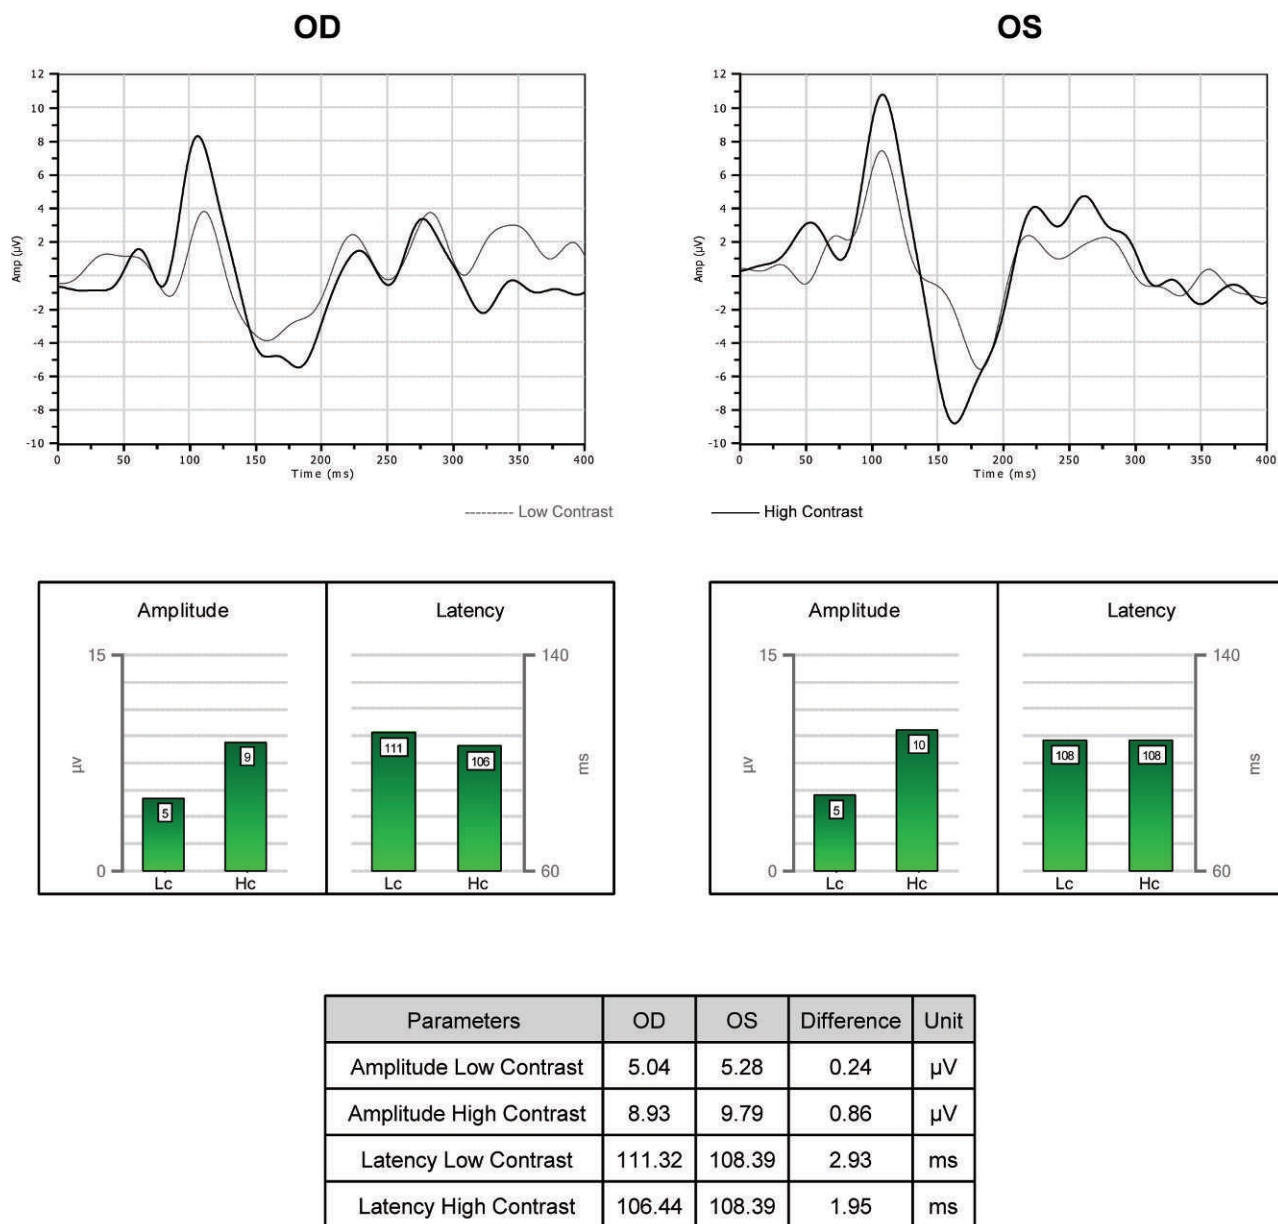 OD
OS
12
10
8
6
4
2
0
-2
-4
-6
-8
-10
Amp (µV)
0 50 100 150 200 250 300 350 400
Time (ms)
12
10
8
6
4
2
0
-2
-4
-6
-8
-10
Amp (µV)
0 50 100 150 200 250 300 350 400
Time (ms)
Low Contrast
High Contrast
Amplitude
15
µv
0
5
9
Lc Hc
Latency
140
ms
60
111
106
Lc Hc
Amplitude
15
µv
0
5
10
Lc Hc
Latency
140
ms
60
108
108
Lc Hc
Parameters OD OS Difference Unit
Amplitude Low Contrast 5.04 5.28 0.24 µV
Amplitude High Contrast 8.93 9.79 0.86 µV
Latency Low Contrast 111.32 108.39 2.93 ms
Latency High Contrast 106.44 108.39 1.95 ms